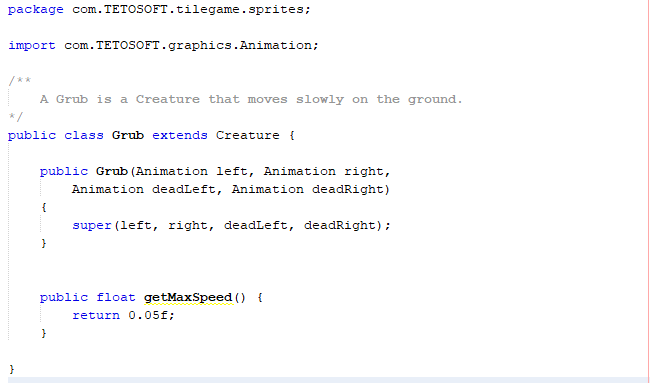 package com.TETOSOFT.tilegame.sprites;
import com.TETOSOFT.graphics.Animation;
/**
A Grub is a Creature that moves slowly on the ground.
*/
public class Grub extends Creature {
public Grub(Animation left, Animation right,
Animation deadLeft, Animation deadRight)
{
super(left, right, deadLeft, deadRight);
}
public float getMaxSpeed() {
return 0.05f;
}
}